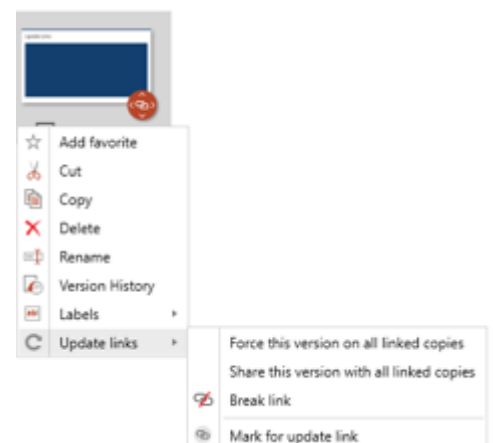 Add favorite
Cut
Copy
Delete
Rename
Version History
Labels
Update links
Force this version on all linked copies
Share this version with all linked copies
Break link
Mark for update link